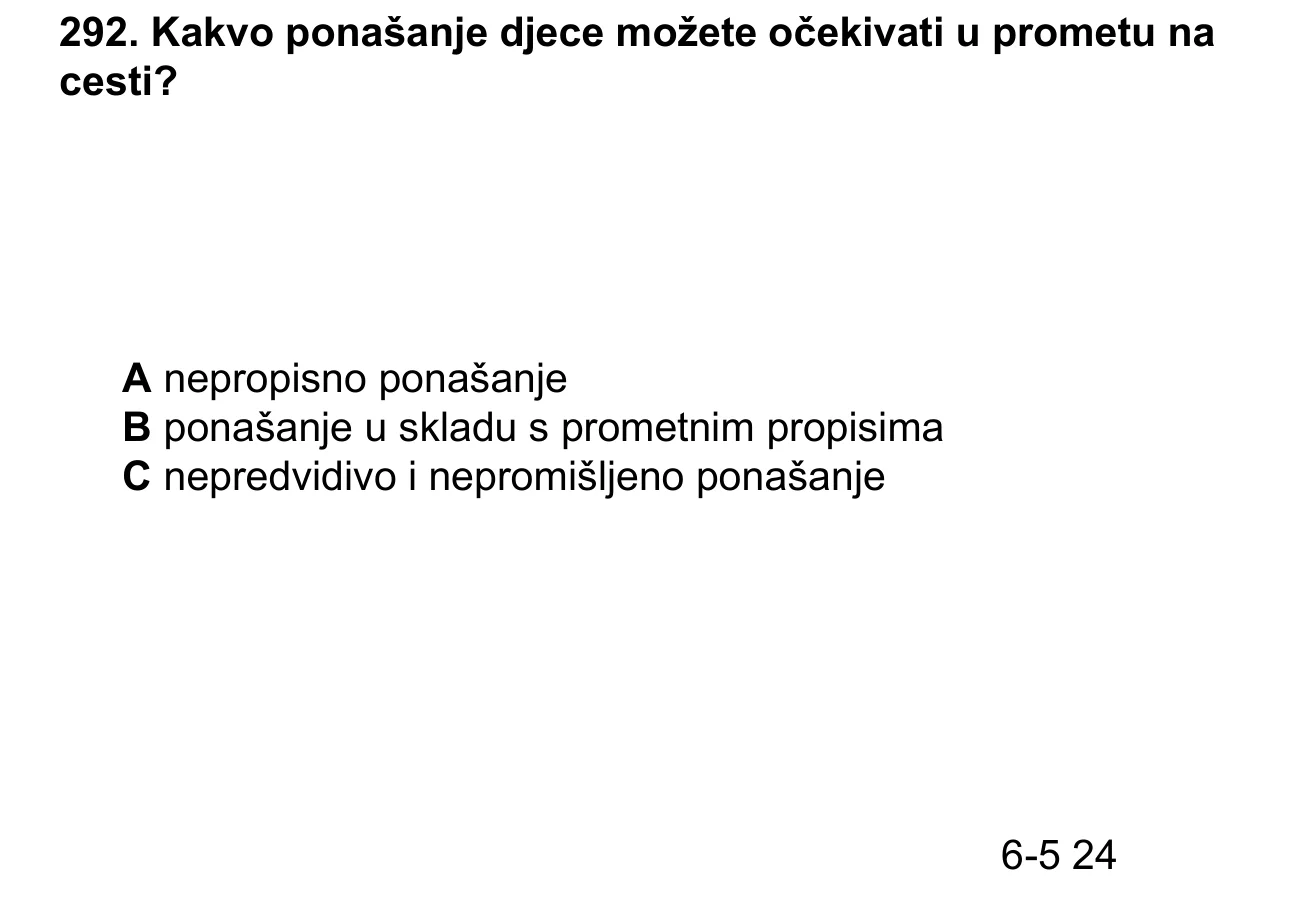 292. Kakvo ponašanje djece možete očekivati u prometu na
cesti?
A nepropisno ponašanje
B ponašanje u skladu s prometnim propisima
C nepredvidivo i nepromišljeno ponašanje
6-5 24